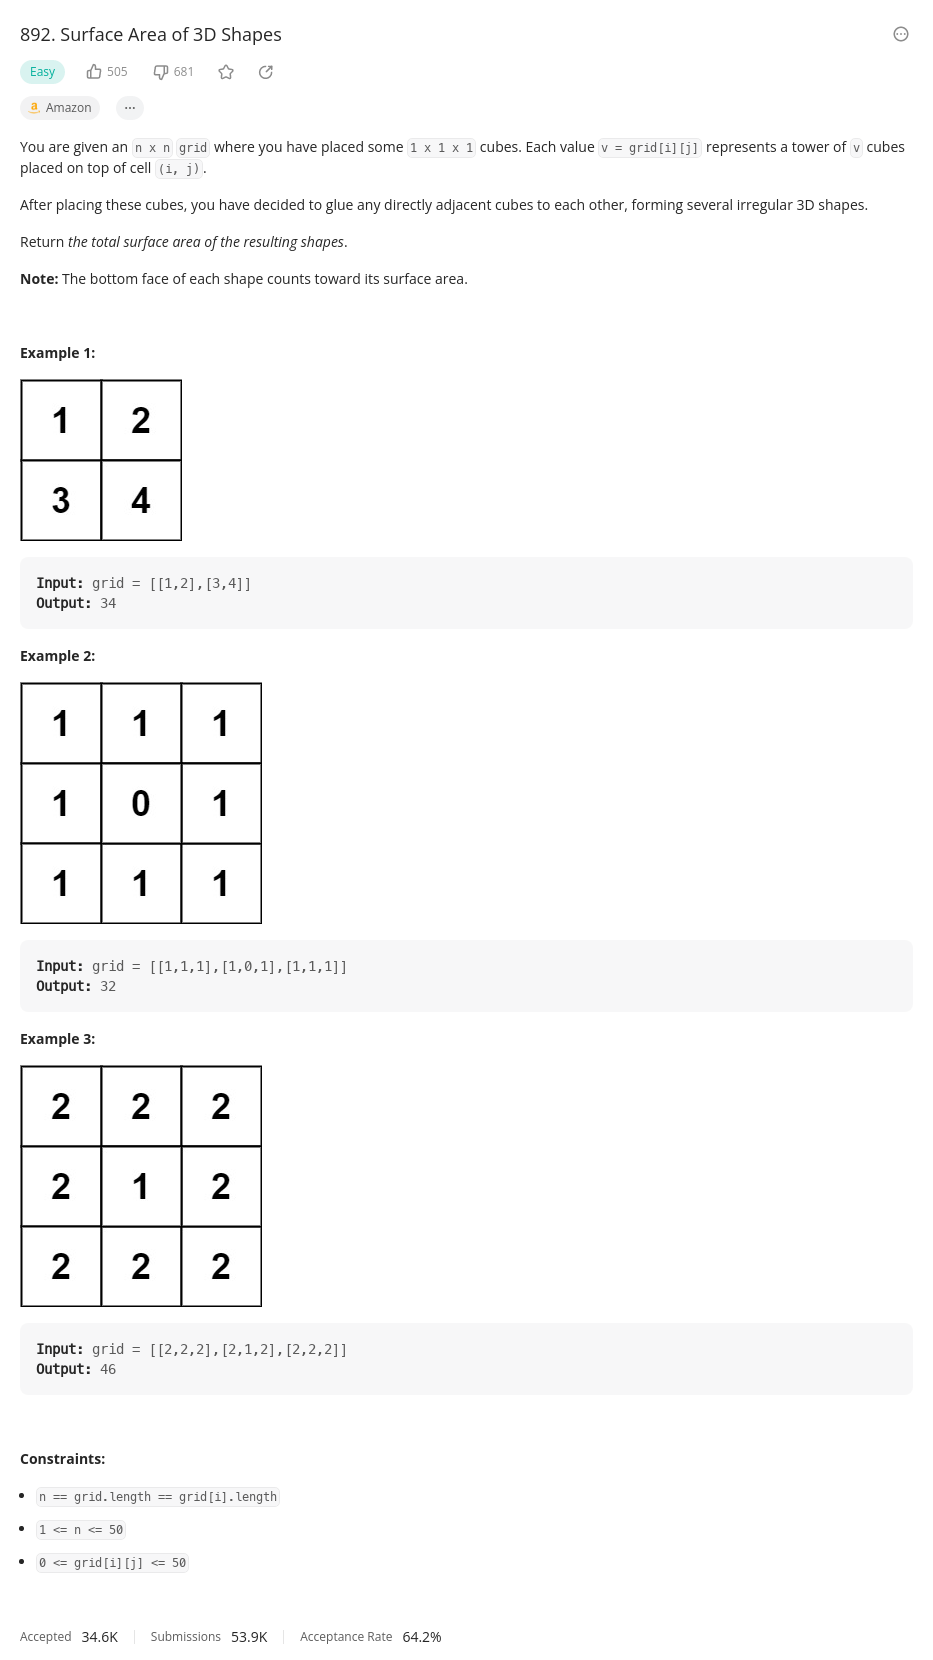 892. Surface Area of 3D Shapes
Easy 505 681
Amazon ...
You are given an n x n grid where you have placed some 1 x 1 x 1 cubes. Each value v = grid[i][j] represents a tower of v cubes
placed on top of cell (i, j).
After placing these cubes, you have decided to glue any directly adjacent cubes to each other, forming several irregular 3D shapes.
Return the total surface area of the resulting shapes.
Note: The bottom face of each shape counts toward its surface area.
Example 1:
1 2
3 4
Input: grid = [[1,2],[3,4]]
Output: 34
Example 2:
1 1 1
1 0 1
1 1 1
Input: grid = [[1,1,1],[1,0,1],[1,1,1]]
Output: 32
Example 3:
2 2 2
2 1 2
2 2 2
Input: grid = [[2,2,2],[2,1,2],[2,2,2]]
Output: 46
Constraints:
• n == grid.length == grid[i].length
• 1 <= n <= 50
• 0 <= grid[i][j] <= 50
Accepted 34.6K Submissions 53.9K Acceptance Rate 64.2%